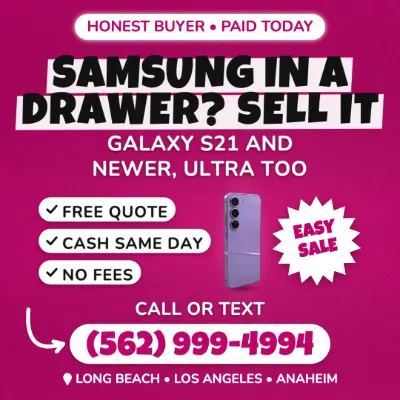 HONEST BUYER • PAID TODAY
SAMSUNG IN A
DRAWER? SELL IT
GALAXY S21 AND
NEWER, ULTRA TOO
FREE QUOTE
CASH SAME DAY
NO FEES
EASY
SALE
CALL OR TEXT
(562) 999-4994
LONG BEACH • LOS ANGELES • ANAHEIM